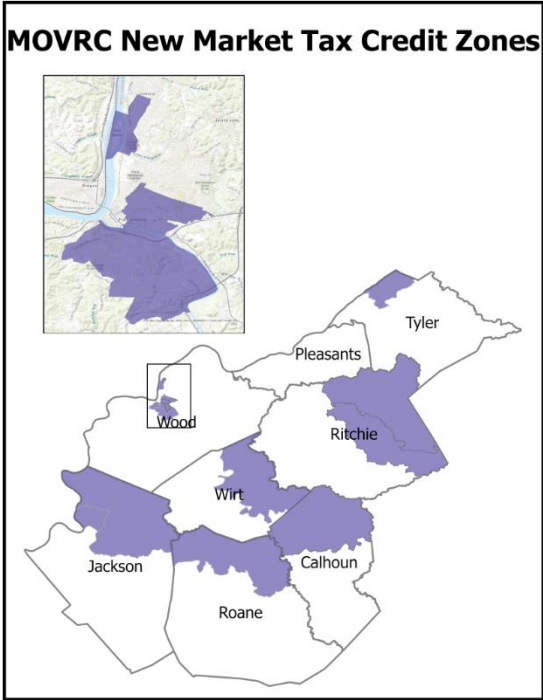 MOVRC New Market Tax Credit Zones
Tyler
Pleasants
Wood
Ritchie
Wirt
Jackson
Calhoun
Roane